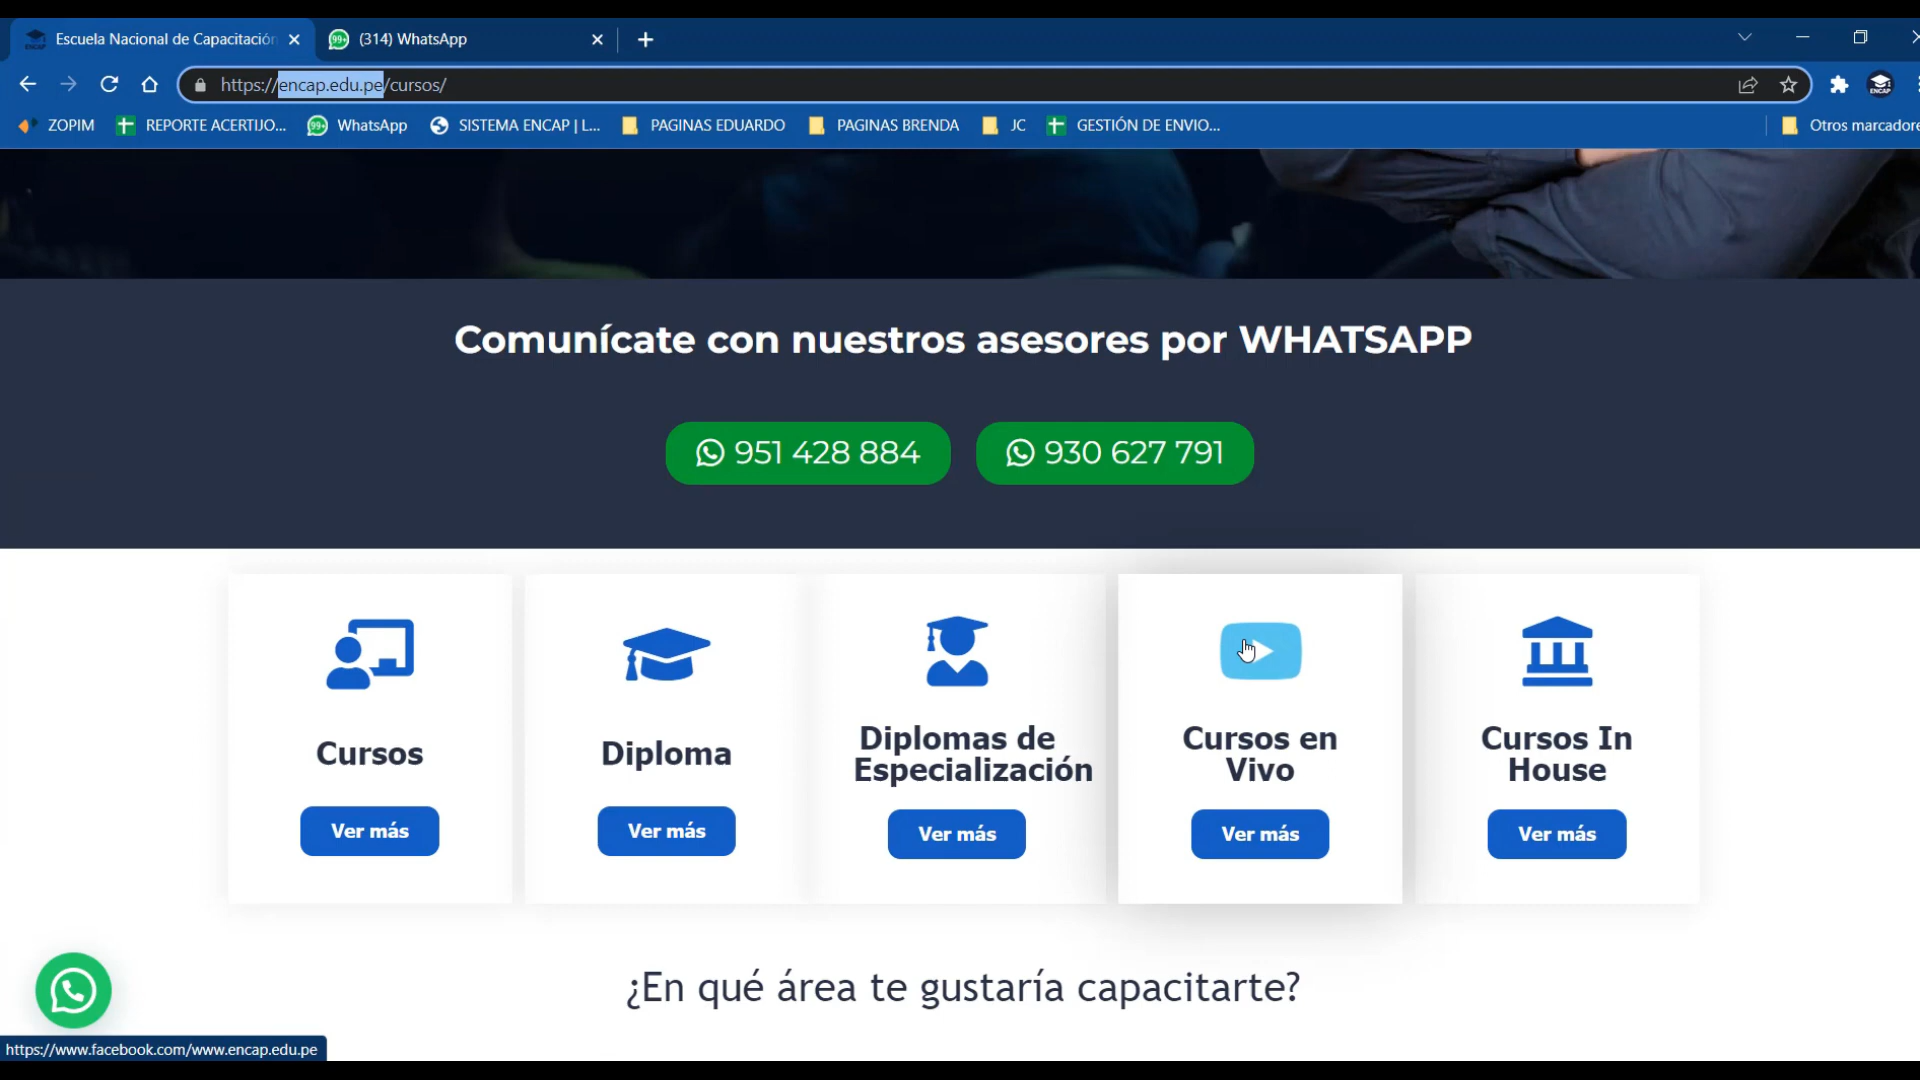 Escuela Nacional de Capacitación
(314) WhatsApp
https://encap.edu.pe/cursos/
ZOPIM
REPORTE ACERTIJO...
WhatsApp
SISTEMA ENCAP | L...
PAGINAS EDUARDO
PAGINAS BRENDA
JC
GESTIÓN DE ENVIO...
Otros marcadore
Comunícate con nuestros asesores por WHATSAPP
951 428 884
930 627 791
Cursos
Ver más
Diploma
Ver más
Diplomas de
Especialización
Ver más
Cursos en
Vivo
Ver más
Cursos In
House
Ver más
¿En qué área te gustaría capacitarte?
https://www.facebook.com/www.encap.edu.pe